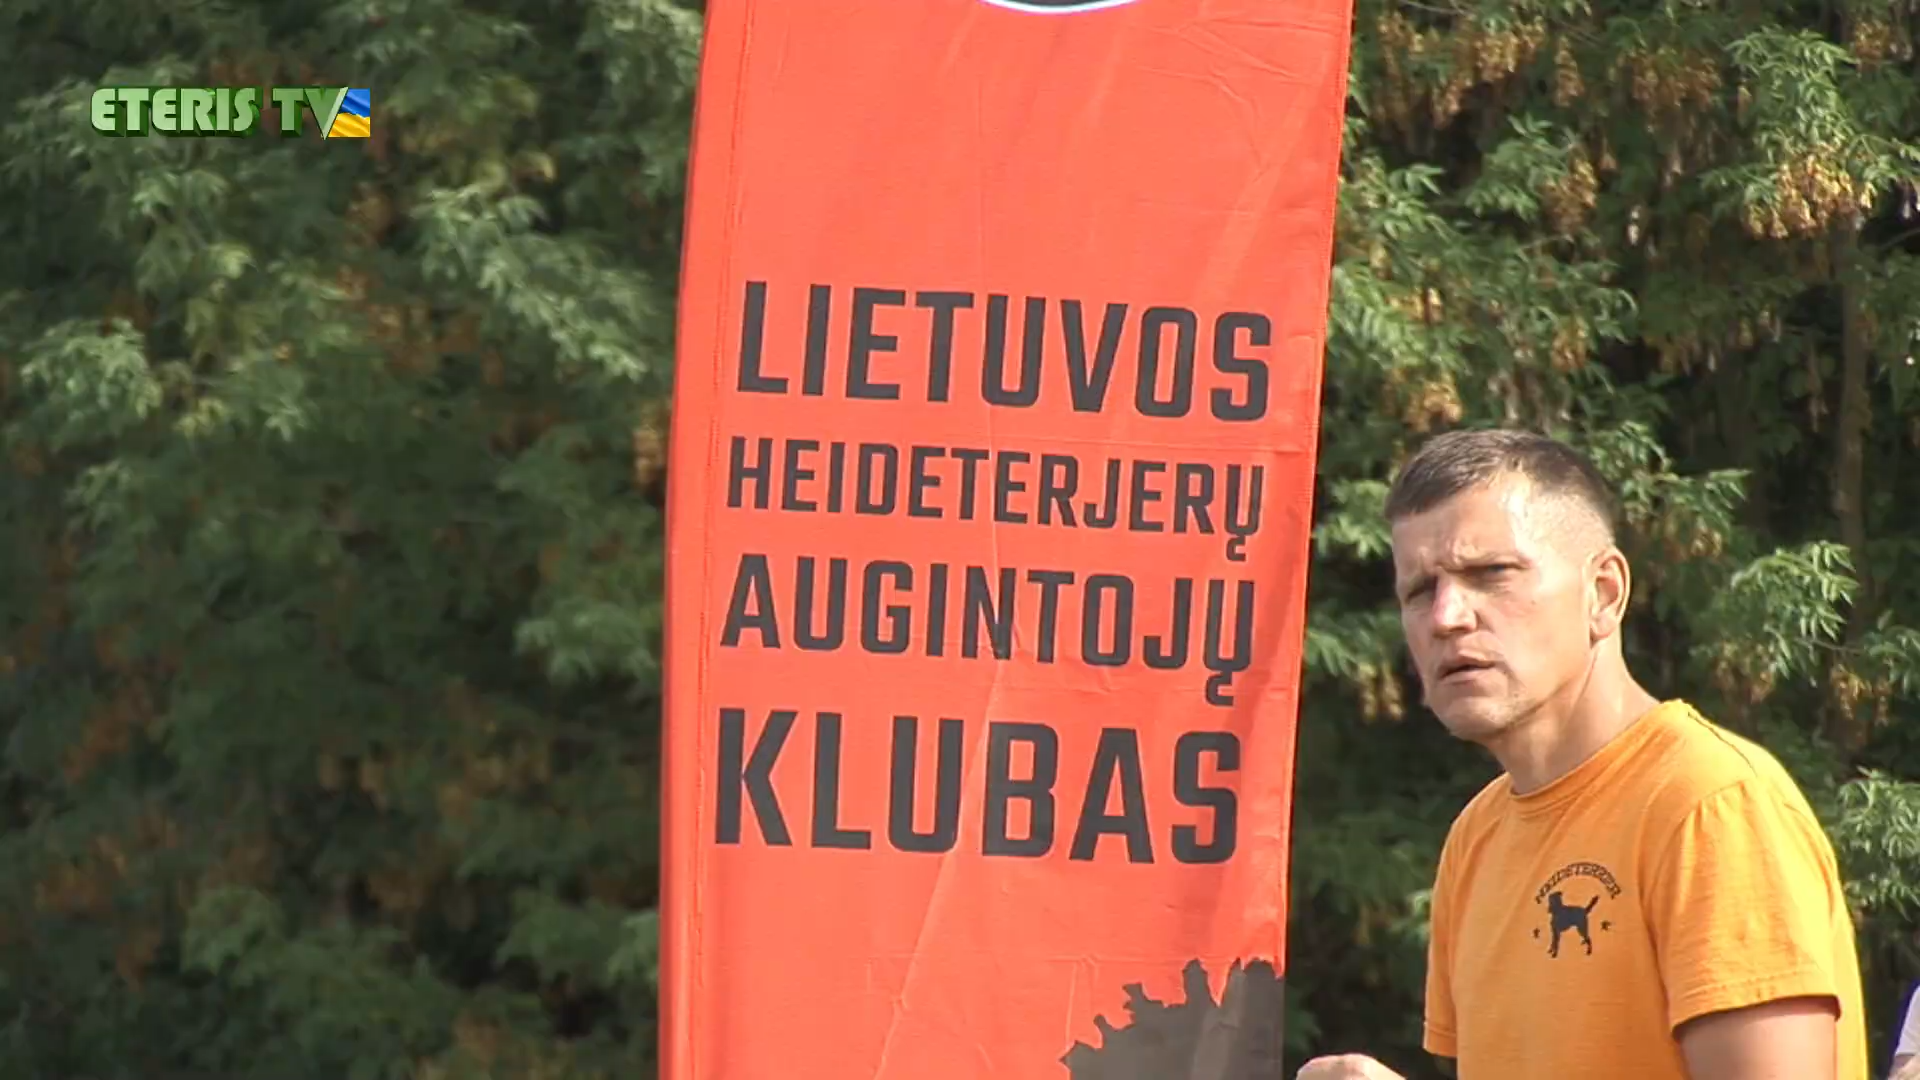 ETERIS TV
LIETUVOS
HEIDETERJERŲ
AUGINTOJŲ
KLUBAS
HEIDETERRIER